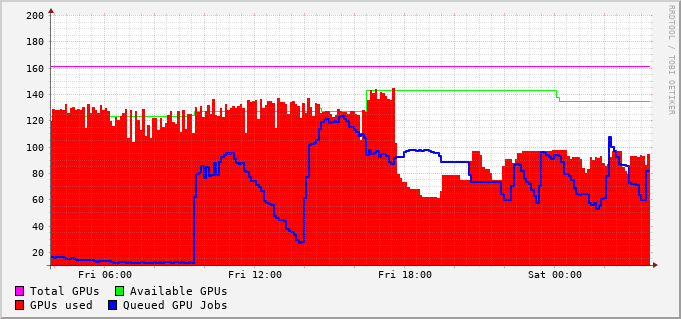 200
180
160
140
120
100
80
60
40
20
Fri 06:00 Fri 12:00 Fri 18:00 Sat 00:00
Total GPUs Available GPUs
GPUs used Queued GPU Jobs
RRDTOOL / TOBI OETIKER